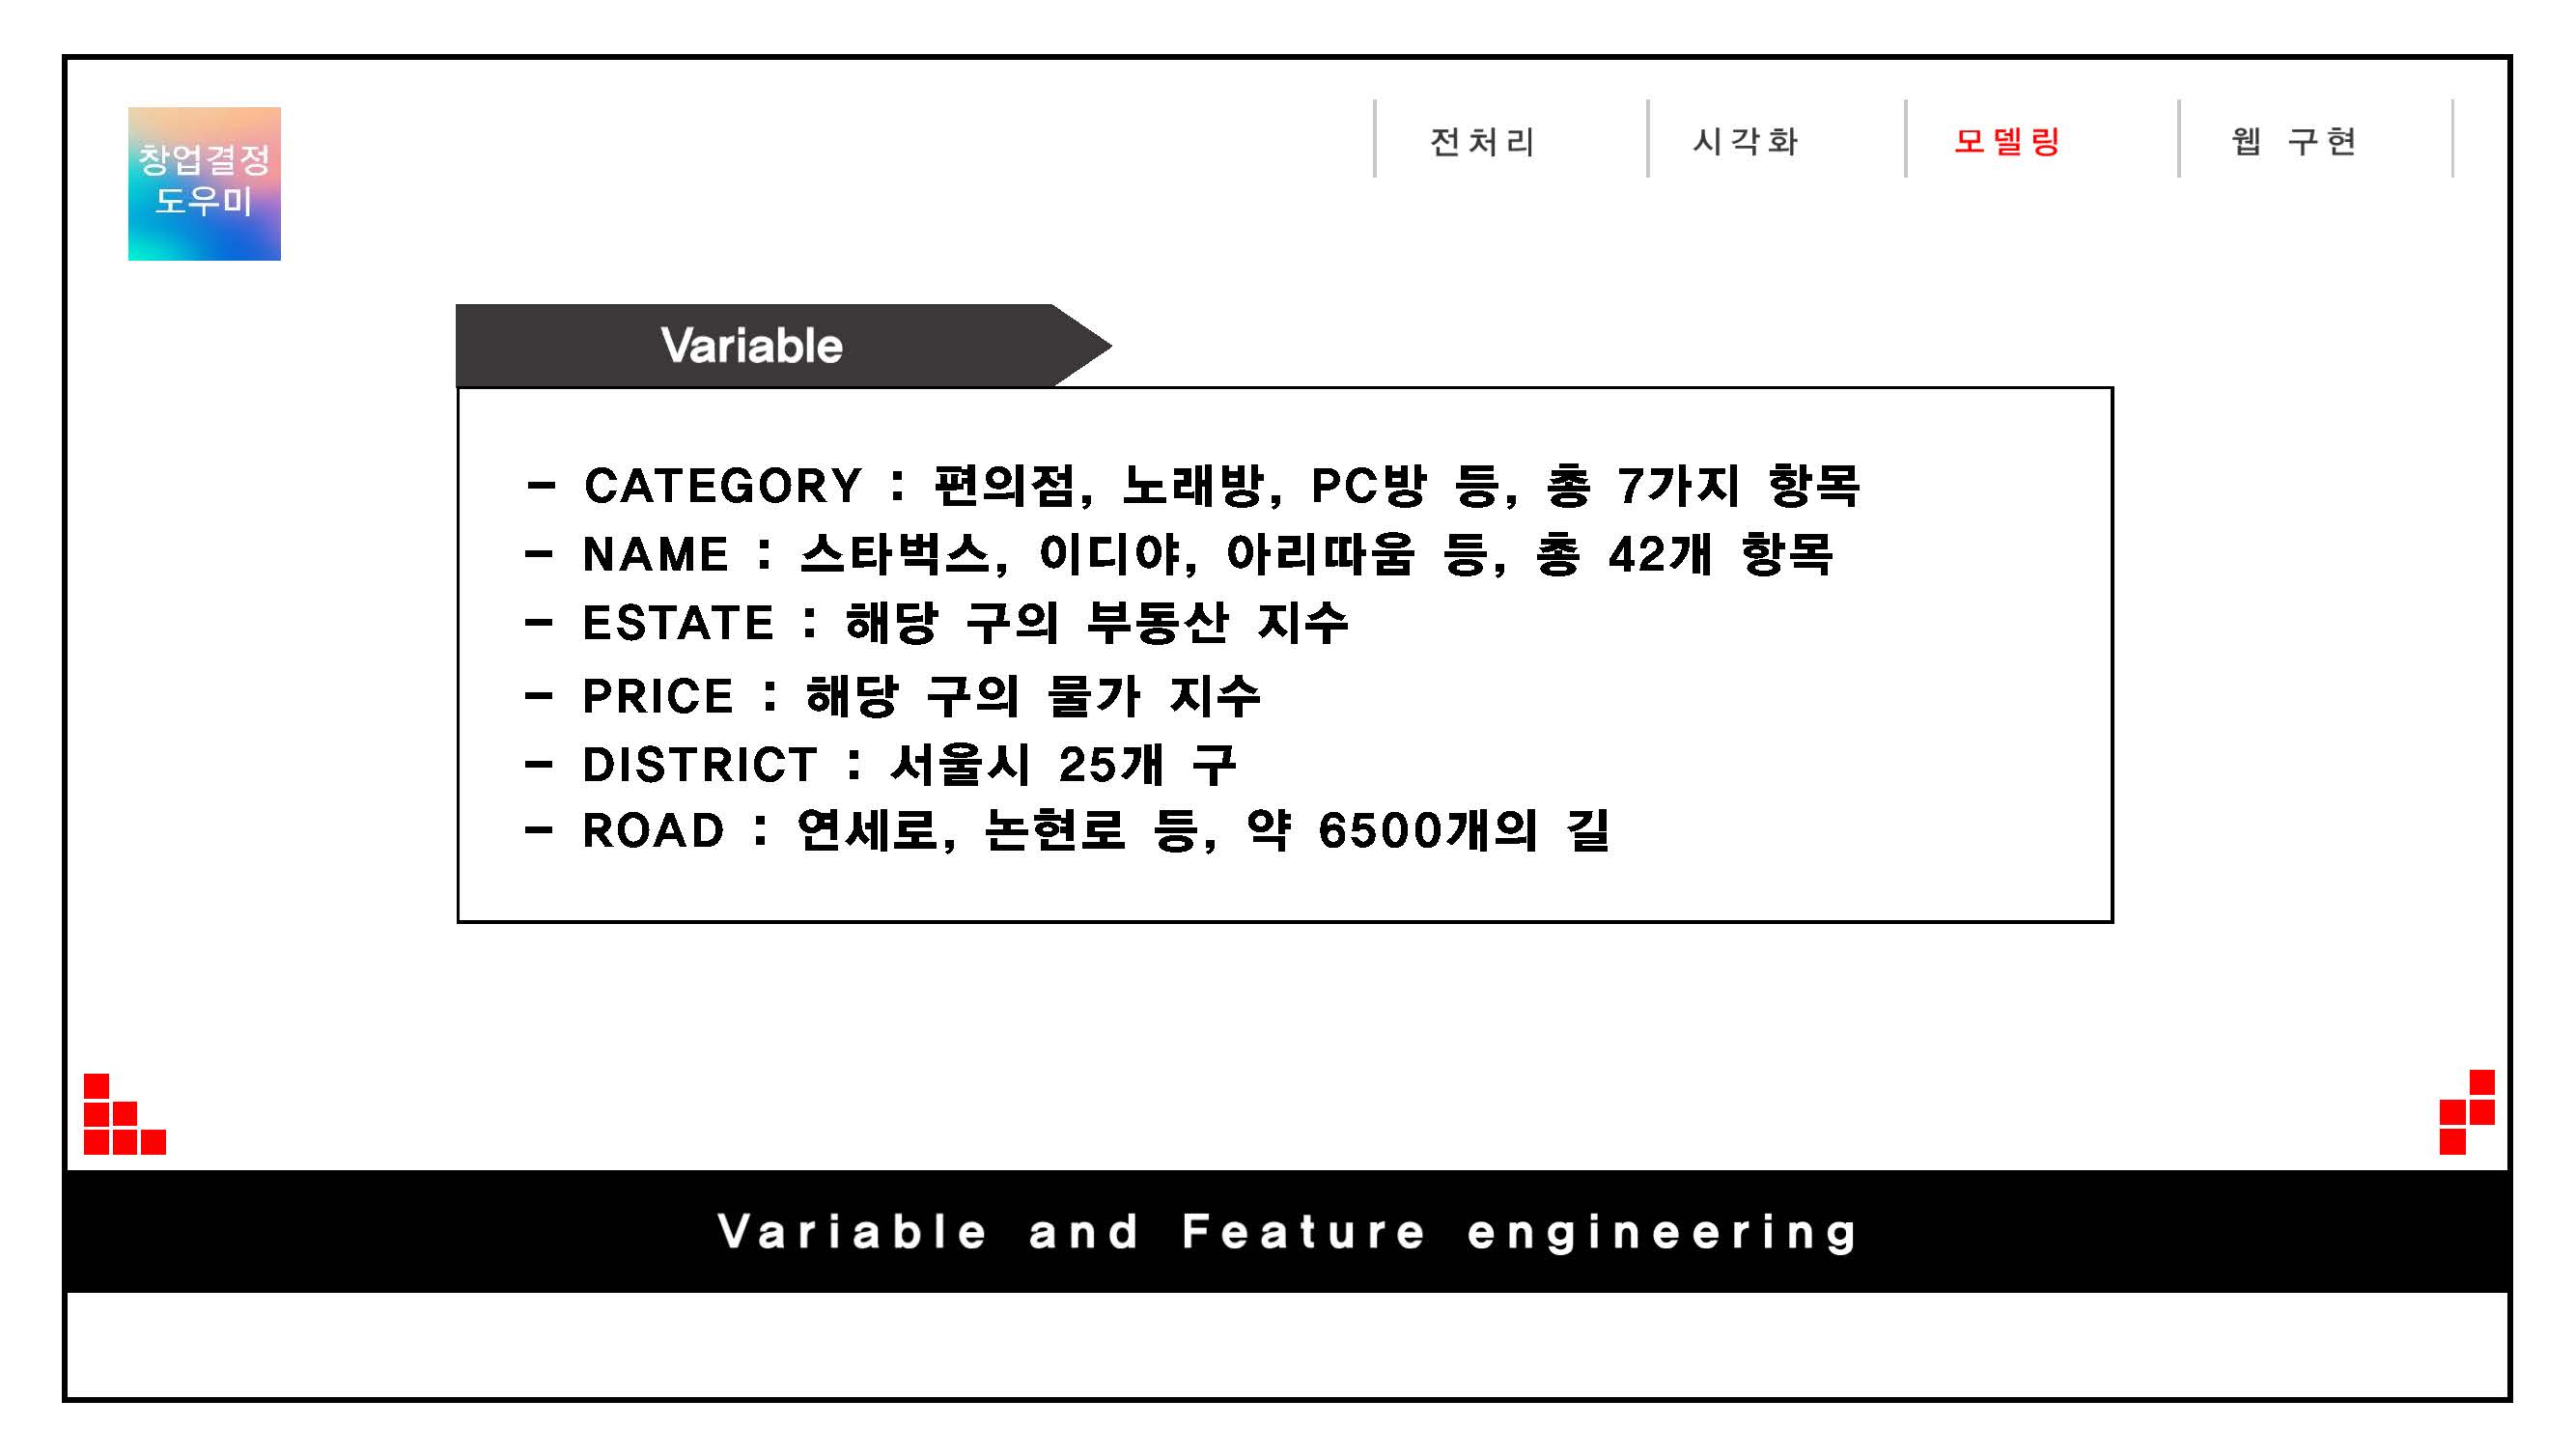 창업결정
도우미
전처리
시각화
모델링
웹 구현
Variable
- CATEGORY : 편의점, 노래방, PC방 등, 총 7가지 항목
- NAME : 스타벅스, 이디야, 아리따움 등, 총 42개 항목
- ESTATE : 해당 구의 부동산 지수
- PRICE : 해당 구의 물가 지수
- DISTRICT : 서울시 25개 구
- ROAD : 연세로, 논현로 등, 약 6500개의 길
Variable and Feature engineering